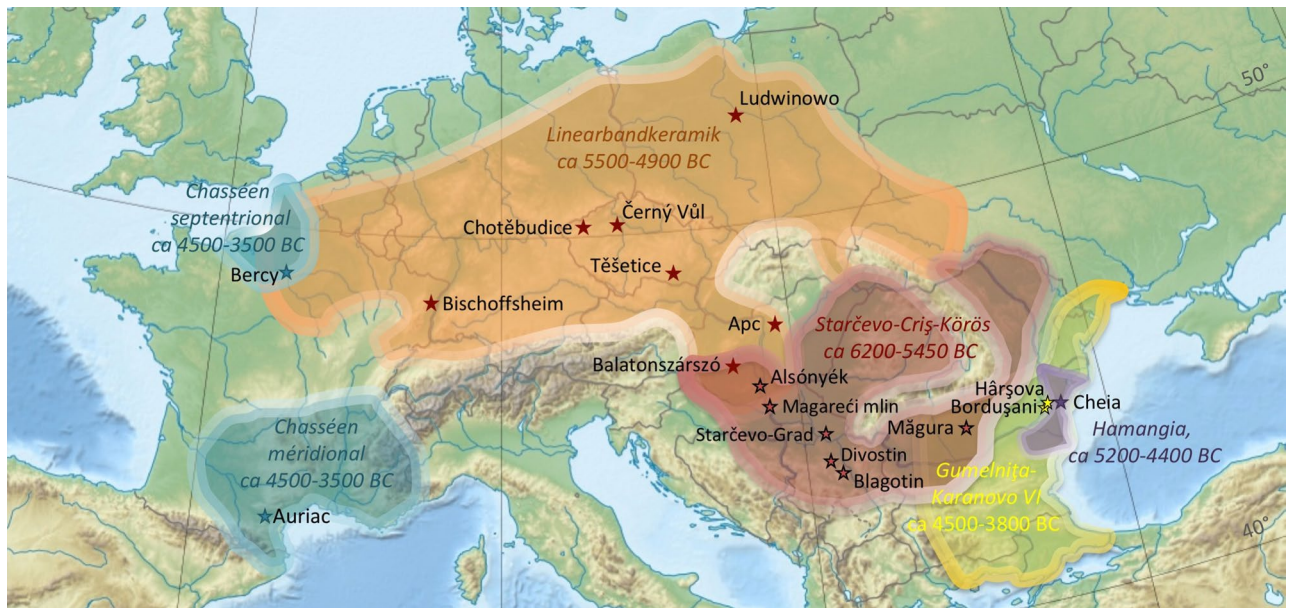 Ludwinowo
Linearbandkeramik
ca 5500-4900 BC
50°
Chasséen
septentrional
ca 4500-3500 BC
Bercy
Chotěbudice
Černý Vůl
Těšetice
Bischoffsheim
Apc
Starčevo-Criş-Körös
ca 6200-5450 BC
Balatonszárszó
Alsónyék
Magareći mlin
Starčevo-Grad
Divostin
Blagotin
Măgura
Hârşova
Borduşani
Cheia
Hamangia,
ca 5200-4400 BC
Gumelniţa-
Karanovo VI
ca 4500-3800 BC
Chasséen
méridional
ca 4500-3500 BC
Auriac
40°